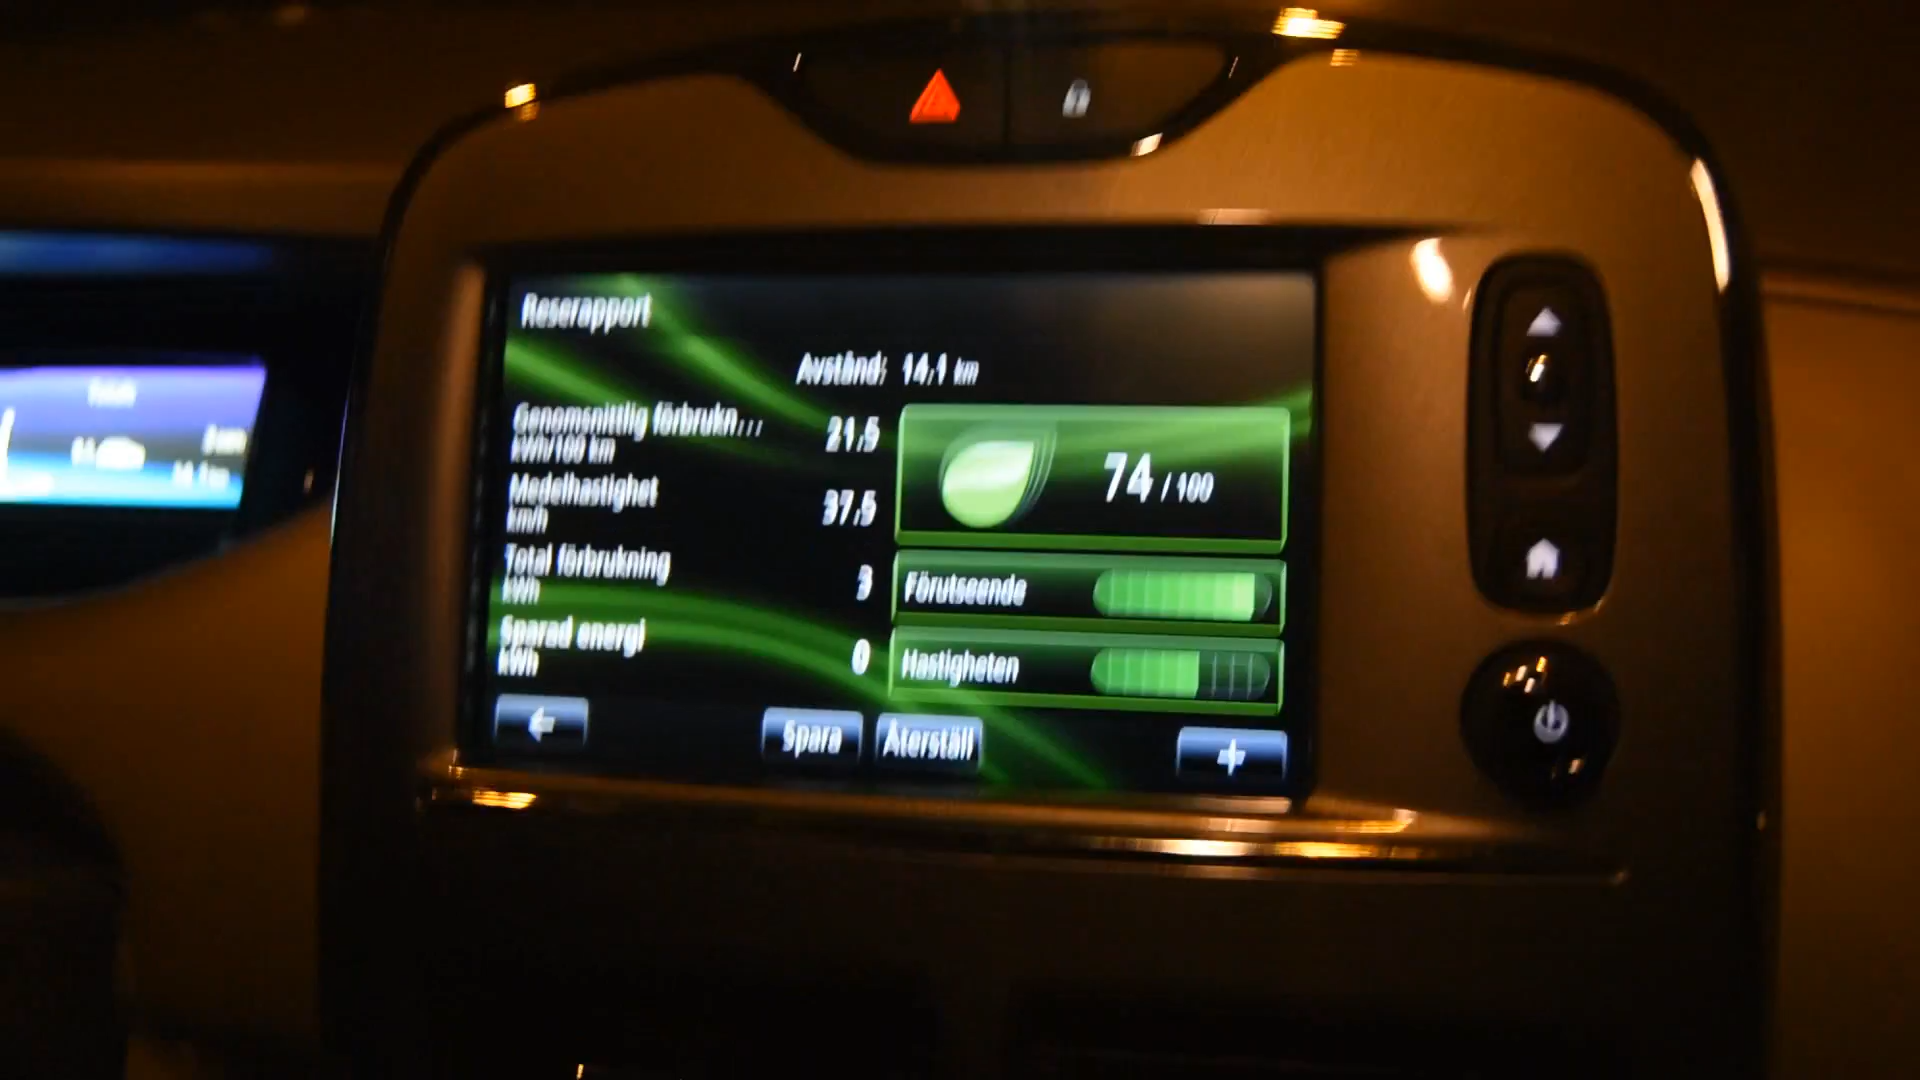 Reserapport
Avstånd: 14,1 km
Genomsnittlig förbrukn... 21,5
kWh/100 km
Medelhastighet 37,5
km/h
Total förbrukning 3
kWh
Sparad energi 0
kWh
74 / 100
Förutseende
Hastigheten
Spara
Återställ